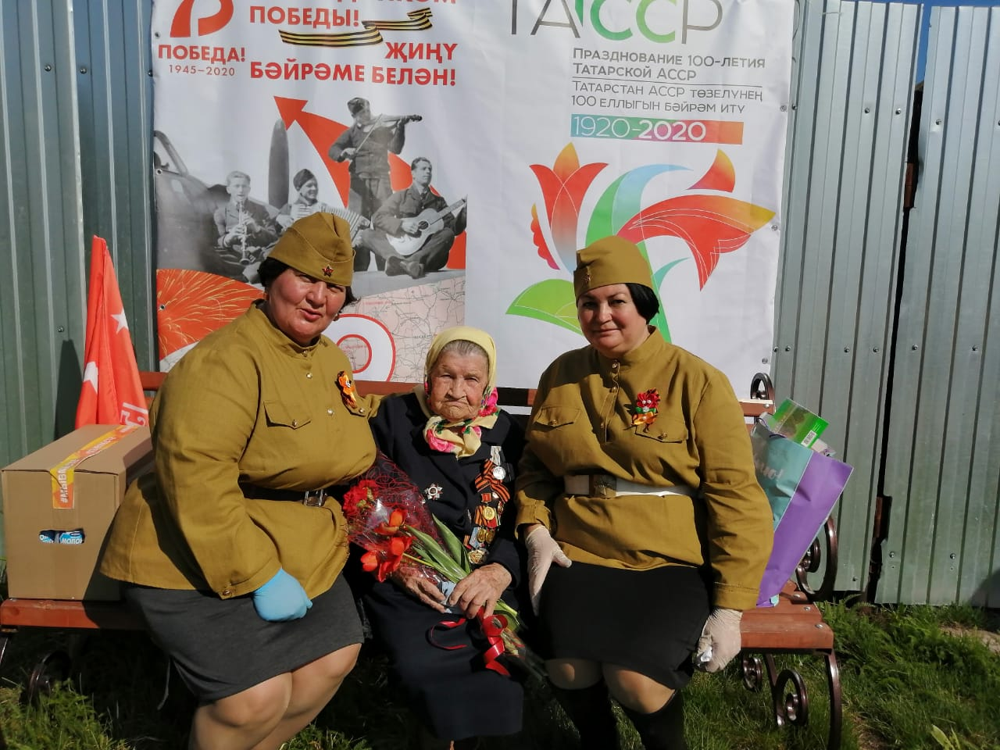 ПОБЕДЫ!
ПОБЕДА!
1945–2020
ҖИҢҮ
БӘЙРӘМЕ БЕЛӘН!
ТАССР
ПРАЗДНОВАНИЕ 100-ЛЕТИЯ
ТАТАРСКОЙ АССР
ТАТАРСТАН АССР ТӨЗЕЛҮНЕҢ
100 ЕЛЛЫГЫН БӘЙРӘМ ИТҮ
1920-2020